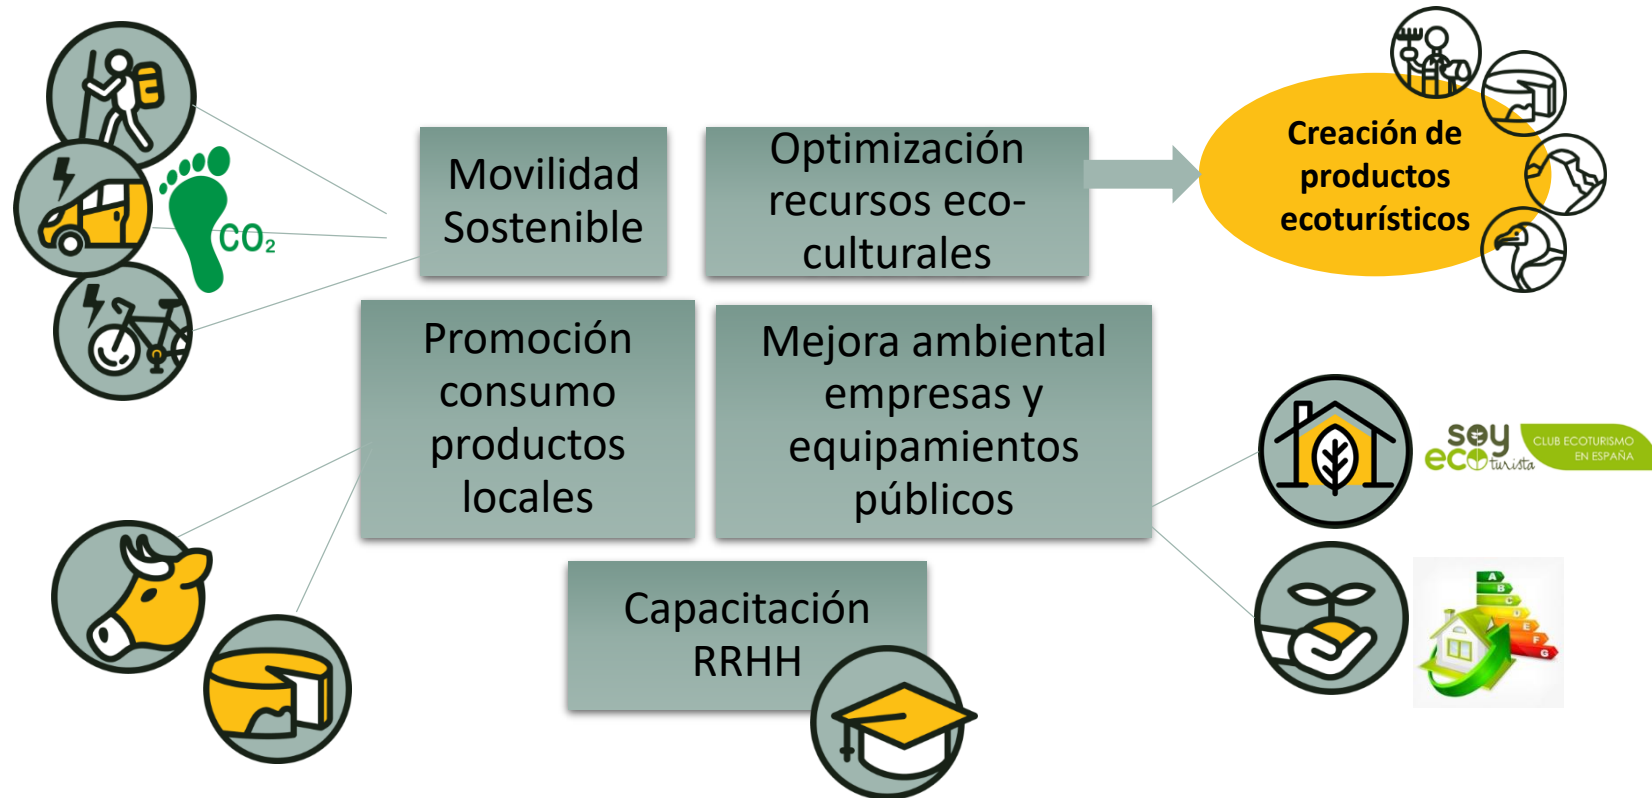 Movilidad
Sostenible
Optimización
recursos eco-
culturales
Creación de
productos
ecoturísticos
CO₂
Promoción
consumo
productos
locales
Mejora ambiental
empresas y
equipamientos
públicos
soy
eco turista
CLUB ECOTURISMO
EN ESPAÑA
Capacitación
RRHH
A
B
C
D
E
F
G